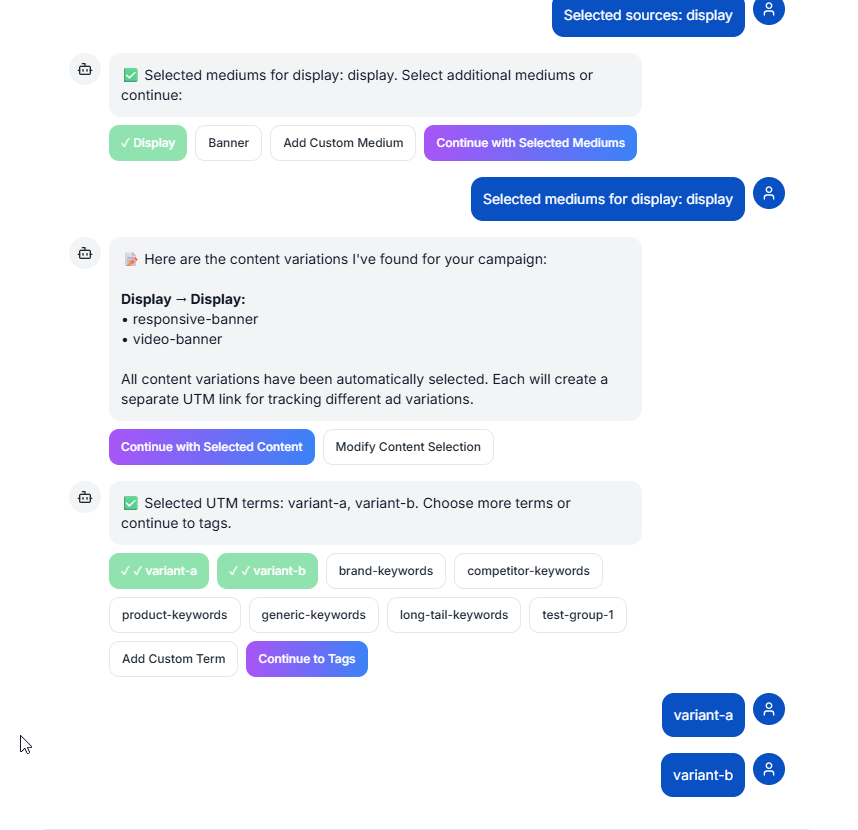 Selected sources: display
✅ Selected mediums for display: display. Select additional mediums or
continue:
✓ Display
Banner
Add Custom Medium
Continue with Selected Mediums
Selected mediums for display: display
📝 Here are the content variations I've found for your campaign:
Display → Display:
• responsive-banner
• video-banner
All content variations have been automatically selected. Each will create a
separate UTM link for tracking different ad variations.
Continue with Selected Content
Modify Content Selection
✅ Selected UTM terms: variant-a, variant-b. Choose more terms or
continue to tags.
✓ ✓ variant-a
✓ ✓ variant-b
brand-keywords
competitor-keywords
product-keywords
generic-keywords
long-tail-keywords
test-group-1
Add Custom Term
Continue to Tags
variant-a
variant-b